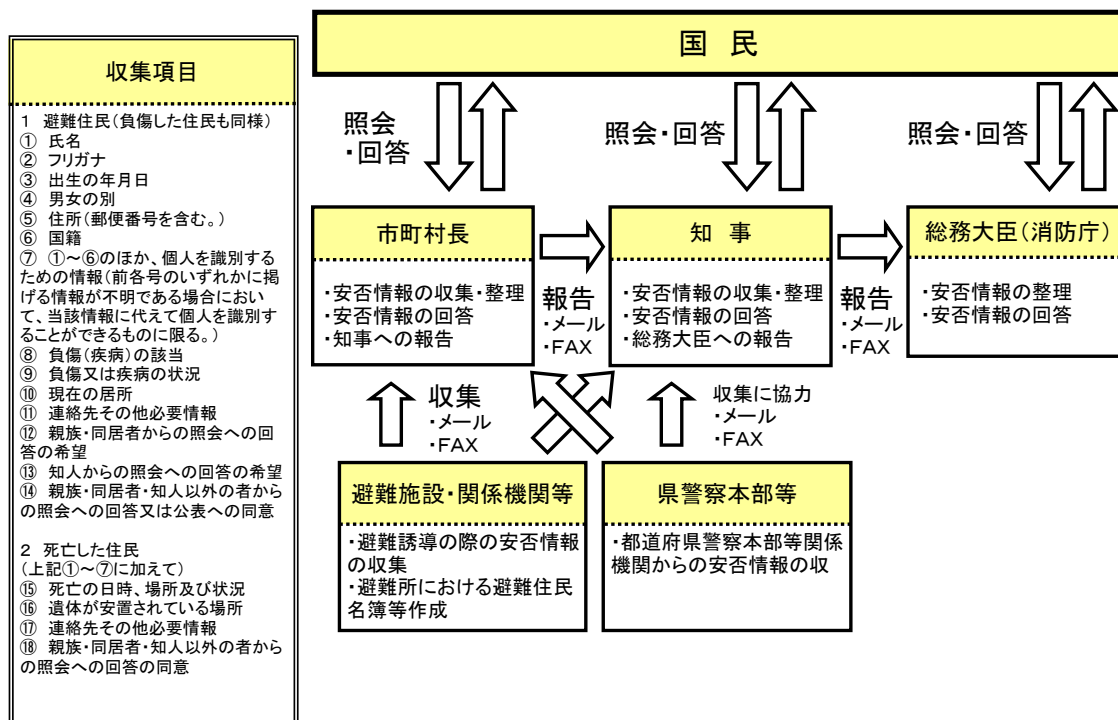 収集項目
1 避難住民(負傷した住民も同様)
① 氏名
② フリガナ
③ 出生の年月日
④ 男女の別
⑤ 住所(郵便番号を含む。)
⑥ 国籍
⑦ ①～⑥のほか、個人を識別する
ための情報(前各号のいずれかに掲
げる情報が不明である場合におい
て、当該情報に代えて個人を識別す
ることができるものに限る。)
⑧ 負傷(疾病)の該当
⑨ 負傷又は疾病の状況
⑩ 現在の居所
⑪ 連絡先その他必要情報
⑫ 親族・同居者からの照会への回
答の希望
⑬ 知人からの照会への回答の希望
⑭ 親族・同居者・知人以外の者から
の照会への回答又は公表への同意
2 死亡した住民
(上記①～⑦に加えて)
⑮ 死亡の日時、場所及び状況
⑯ 遺体が安置されている場所
⑰ 連絡先その他必要情報
⑱ 親族・同居者・知人以外の者から
の照会への回答の同意
国 民
照会
・回答
照会・回答
照会・回答
市町村長
・安否情報の収集・整理
・安否情報の回答
・知事への報告
報告
・メール
・FAX
知 事
・安否情報の収集・整理
・安否情報の回答
・総務大臣への報告
報告
・メール
・FAX
総務大臣(消防庁)
・安否情報の整理
・安否情報の回答
収集
・メール
・FAX
収集に協力
・メール
・FAX
避難施設・関係機関等
・避難誘導の際の安否情報
の収集
・避難所における避難住民
名簿等作成
県警察本部等
・都道府県警察本部等関係
機関からの安否情報の収